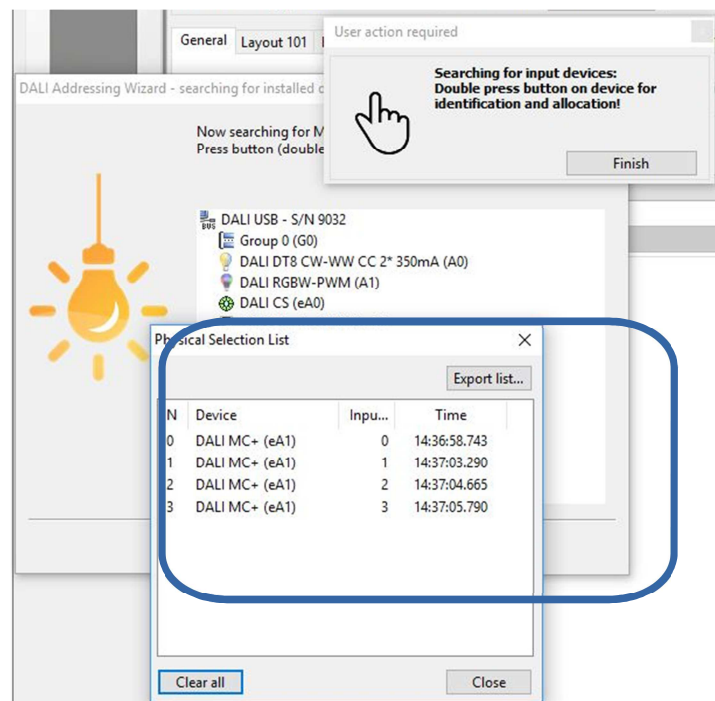 General
Layout 101
User action required
Searching for input devices:
Double press button on device for
identification and allocation!
Finish
DALI Addressing Wizard - searching for installed
Now searching for M
Press button (double
DALI USB - S/N 9032
BUS
Group 0 (G0)
DALI DT8 CW-WW CC 2* 350mA (A0)
DALI RGBW-PWM (A1)
DALI CS (eA0)
Physical Selection List
Export list...
N Device Inpu... Time
0 DALI MC+ (eA1) 0 14:36:58.743
1 DALI MC+ (eA1) 1 14:37:03.290
2 DALI MC+ (eA1) 2 14:37:04.665
3 DALI MC+ (eA1) 3 14:37:05.790
Clear all
Close